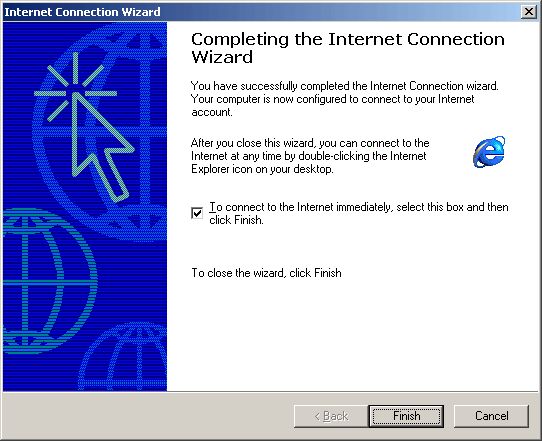 Internet Connection Wizard
Completing the Internet Connection
Wizard
You have successfully completed the Internet Connection wizard.
Your computer is now configured to connect to your Internet
account.
After you close this wizard, you can connect to the
Internet at any time by double-clicking the Internet
Explorer icon on your desktop.
To connect to the Internet immediately, select this box and then
click Finish.
To close the wizard, click Finish
< Back
Finish
Cancel